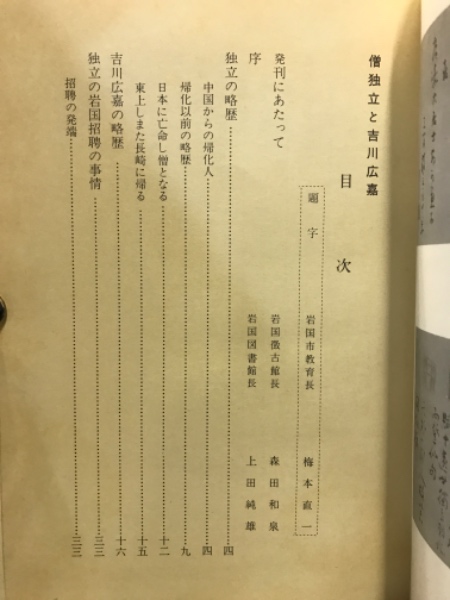 僧独立と吉川広嘉
目次
題字 岩国市教育長 梅本直一
発刊にあたって 岩国徴古館長 森田和泉
序 岩国図書館長 上田純雄
独立の略歴 四
中国からの帰化人 四
帰化以前の略歴 九
日本に亡命し僧となる 十二
東上しまた長崎に帰る 十五
吉川広嘉の略歴 十六
独立の岩国招聘の事情 三三
招聘の発端 三三